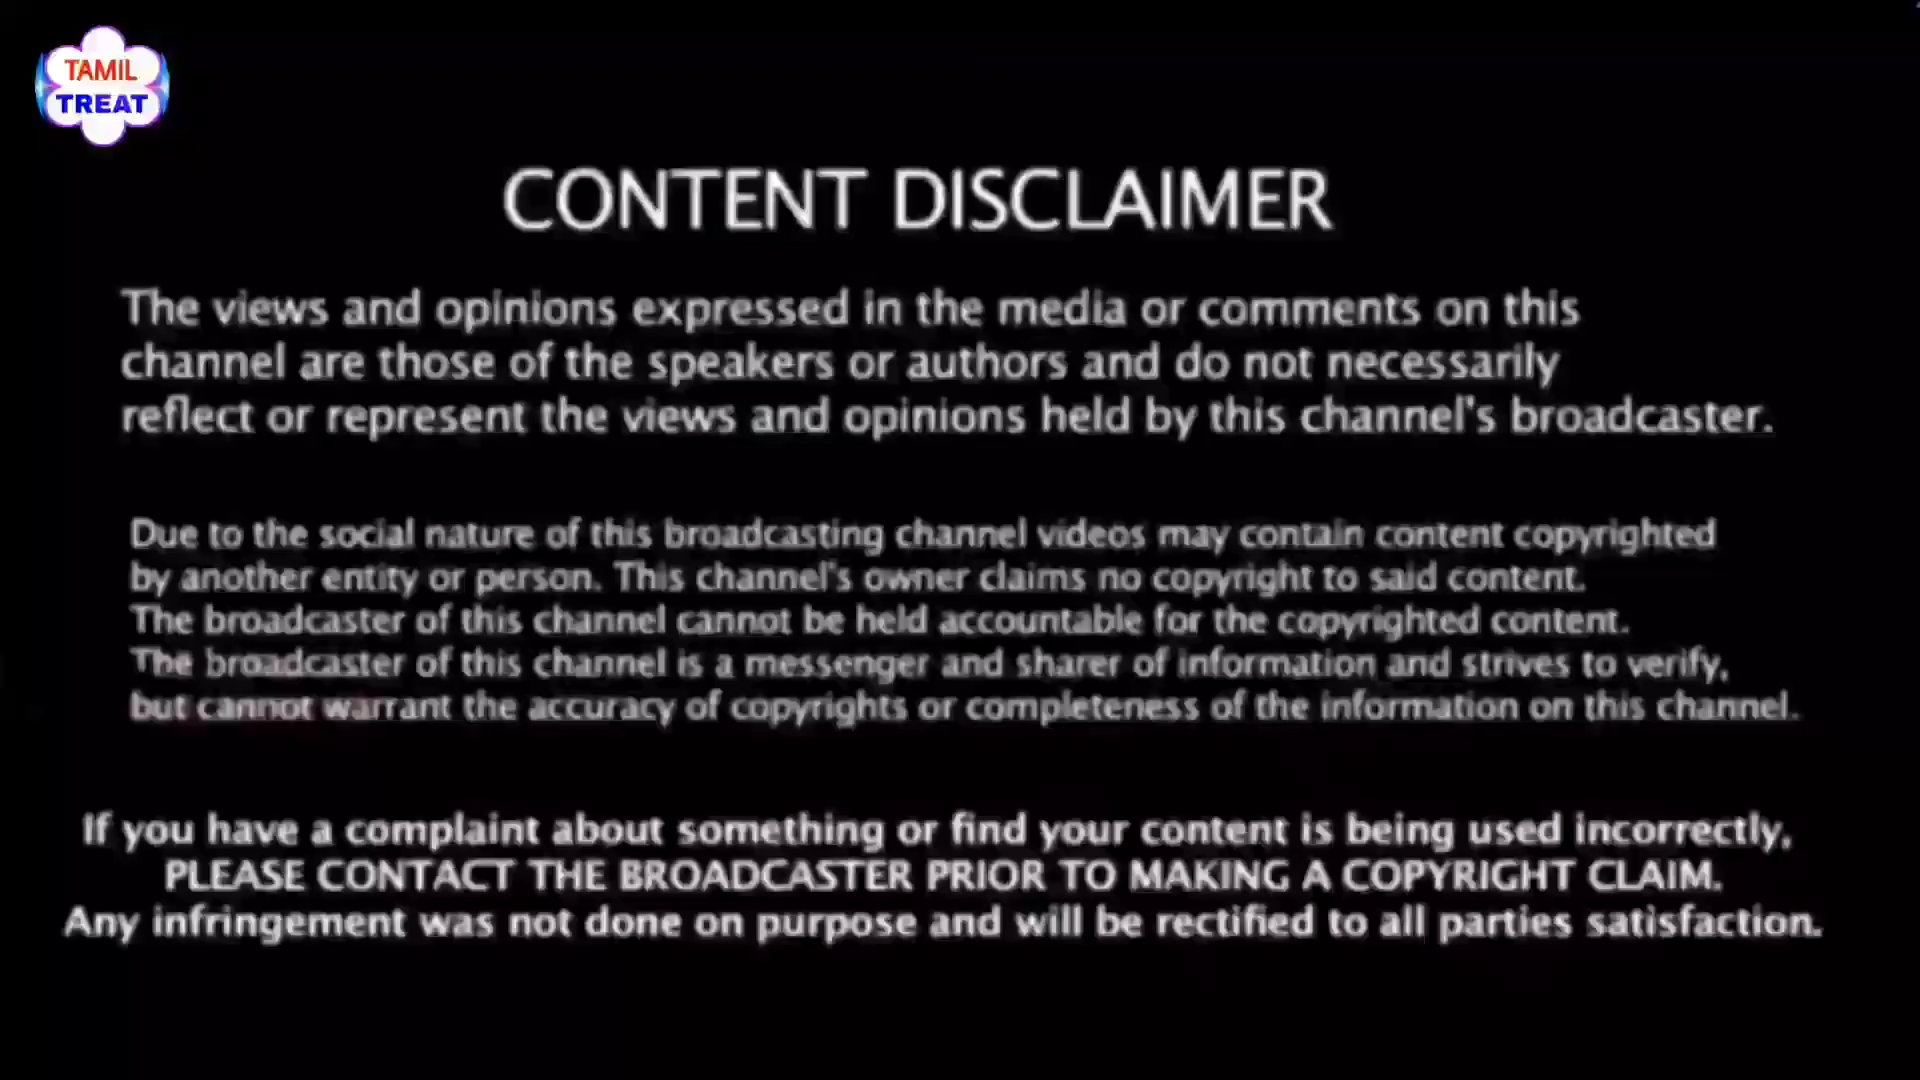 TAMIL
TREAT
CONTENT DISCLAIMER
The views and opinions expressed in the media or comments on this
channel are those of the speakers or authors and do not necessarily
reflect or represent the views and opinions held by this channel's broadcaster.
Due to the social nature of this broadcasting channel videos may contain content copyrighted
by another entity or person. This channel's owner claims no copyright to said content.
The broadcaster of this channel cannot be held accountable for the copyrighted content.
The broadcaster of this channel is a messenger and sharer of information and strives to verify,
but cannot warrant the accuracy of copyrights or completeness of the information on this channel.
If you have a complaint about something or find your content is being used incorrectly,
PLEASE CONTACT THE BROADCASTER PRIOR TO MAKING A COPYRIGHT CLAIM.
Any infringement was not done on purpose and will be rectified to all parties satisfaction.